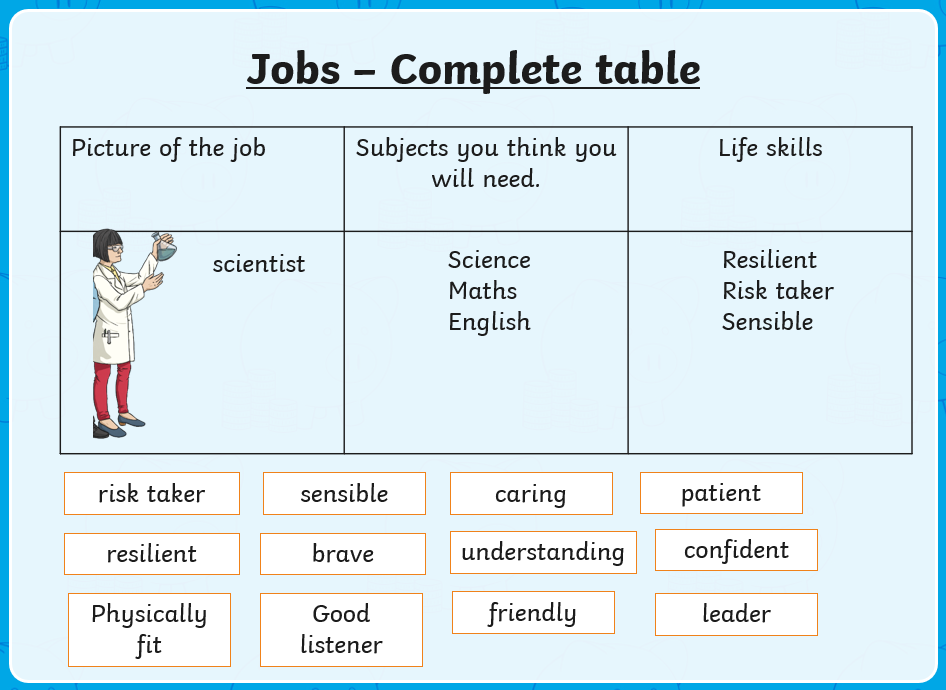 Jobs – Complete table
Picture of the job
Subjects you think you
will need.
Life skills
scientist
Science
Maths
English
Resilient
Risk taker
Sensible
risk taker
sensible
caring
patient
resilient
brave
understanding
confident
Physically
fit
Good
listener
friendly
leader